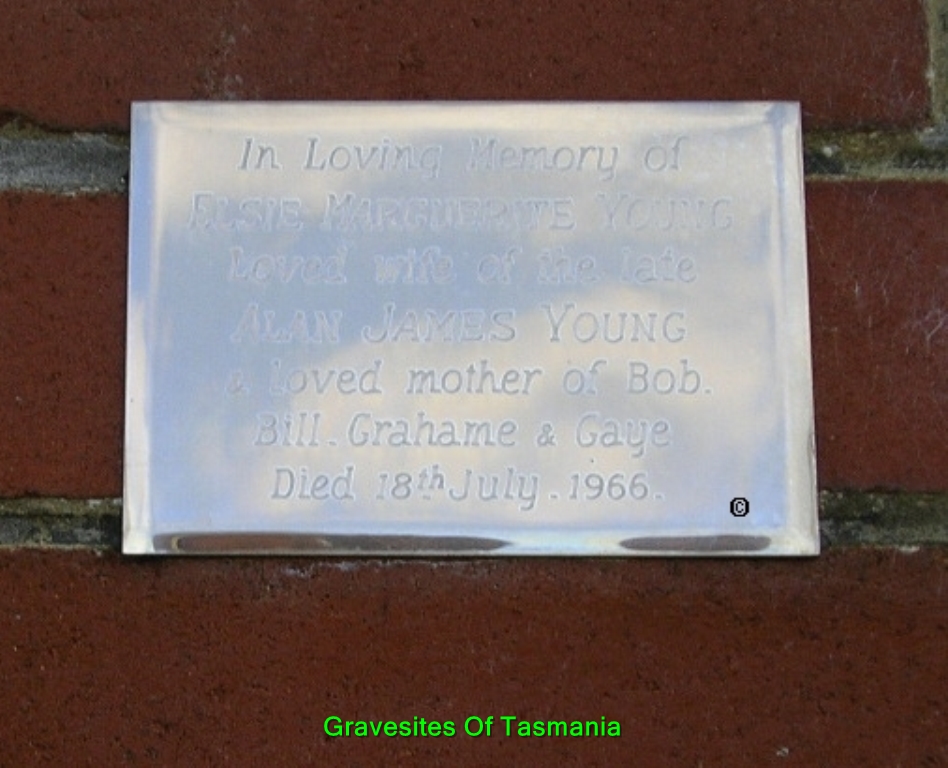 In Loving Memory of
ELSIE MARGUERITE YOUNG
Loved wife of the late
ALAN JAMES YOUNG
& loved mother of Bob.
Bill. Grahame & Gaye
Died 18th July. 1966.
©
Gravesites Of Tasmania